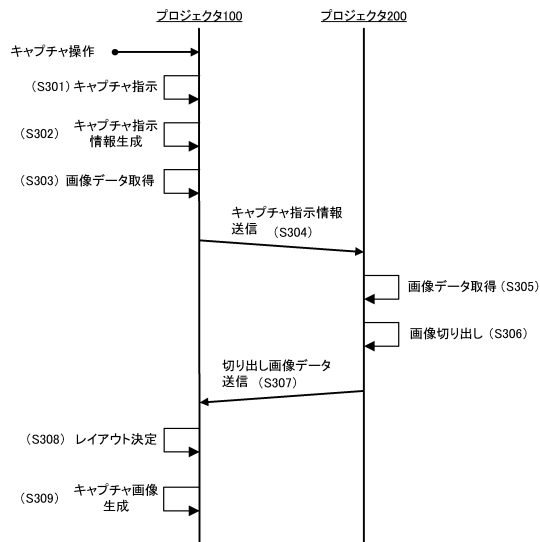 プロジェクタ100
プロジェクタ200
キャプチャ操作
(S301) キャプチャ指示
(S302) キャプチャ指示
情報生成
(S303) 画像データ取得
キャプチャ指示情報
送信 (S304)
画像データ取得 (S305)
画像切り出し (S306)
切り出し画像データ
送信 (S307)
(S308) レイアウト決定
(S309) キャプチャ画像
生成